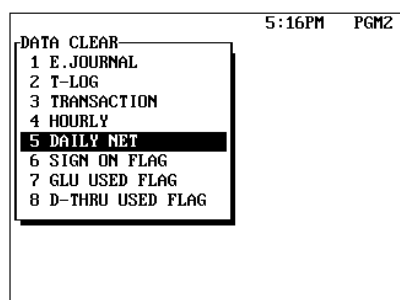 5:16PM PGM2
DATA CLEAR
1 E.JOURNAL
2 T-LOG
3 TRANSACTION
4 HOURLY
5 DAILY NET
6 SIGN ON FLAG
7 GLU USED FLAG
8 D-THRU USED FLAG